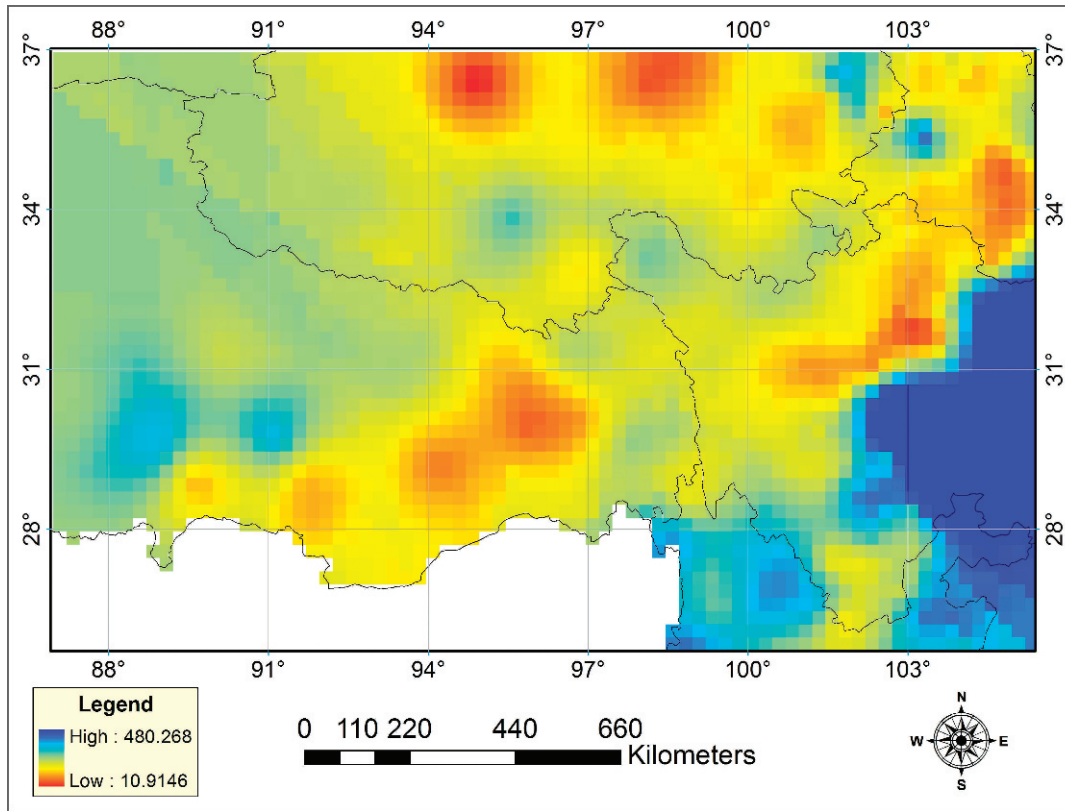 88° 91° 94° 97° 100° 103°
37° 37°
34° 34°
31° 31°
28° 28°
88° 91° 94° 97° 100° 103°
Legend
High : 480.268
Low : 10.9146
0 110 220 440 660
Kilometers
N
W E
S